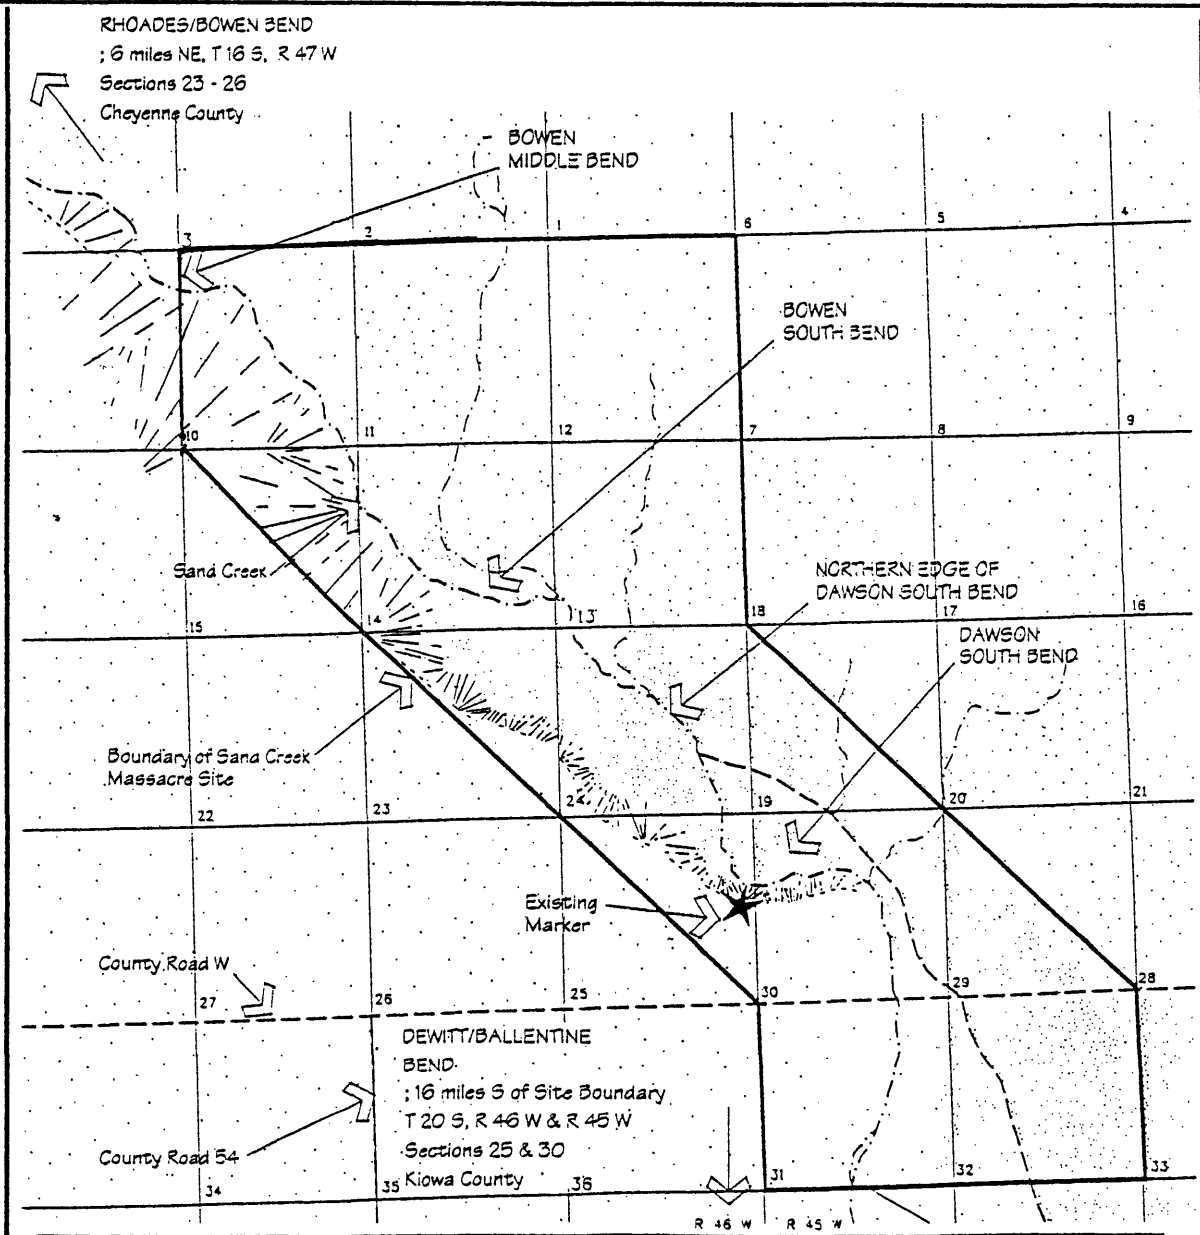 RHOADES/BOWEN BEND
; 6 miles NE, T 16 S, R 47 W
Sections 23 - 26
Cheyenne County
BOWEN
MIDDLE BEND
3 2 1 6 5 4
BOWEN
SOUTH BEND
10 11 12 7 8 9
Sand Creek
NORTHERN EDGE OF
DAWSON SOUTH BEND
15 14 13 18 17 16
DAWSON
SOUTH BEND
Boundary of Sand Creek
Massacre Site
22 23 24 19 20 21
Existing
Marker
County Road W
27 26 25 30 29 28
DEWITT/BALLENTINE
BEND
; 16 miles S of Site Boundary
T 20 S, R 46 W & R 45 W
Sections 25 & 30
Kiowa County
County Road 54
34 35 36 31 32 33
R 46 W R 45 W